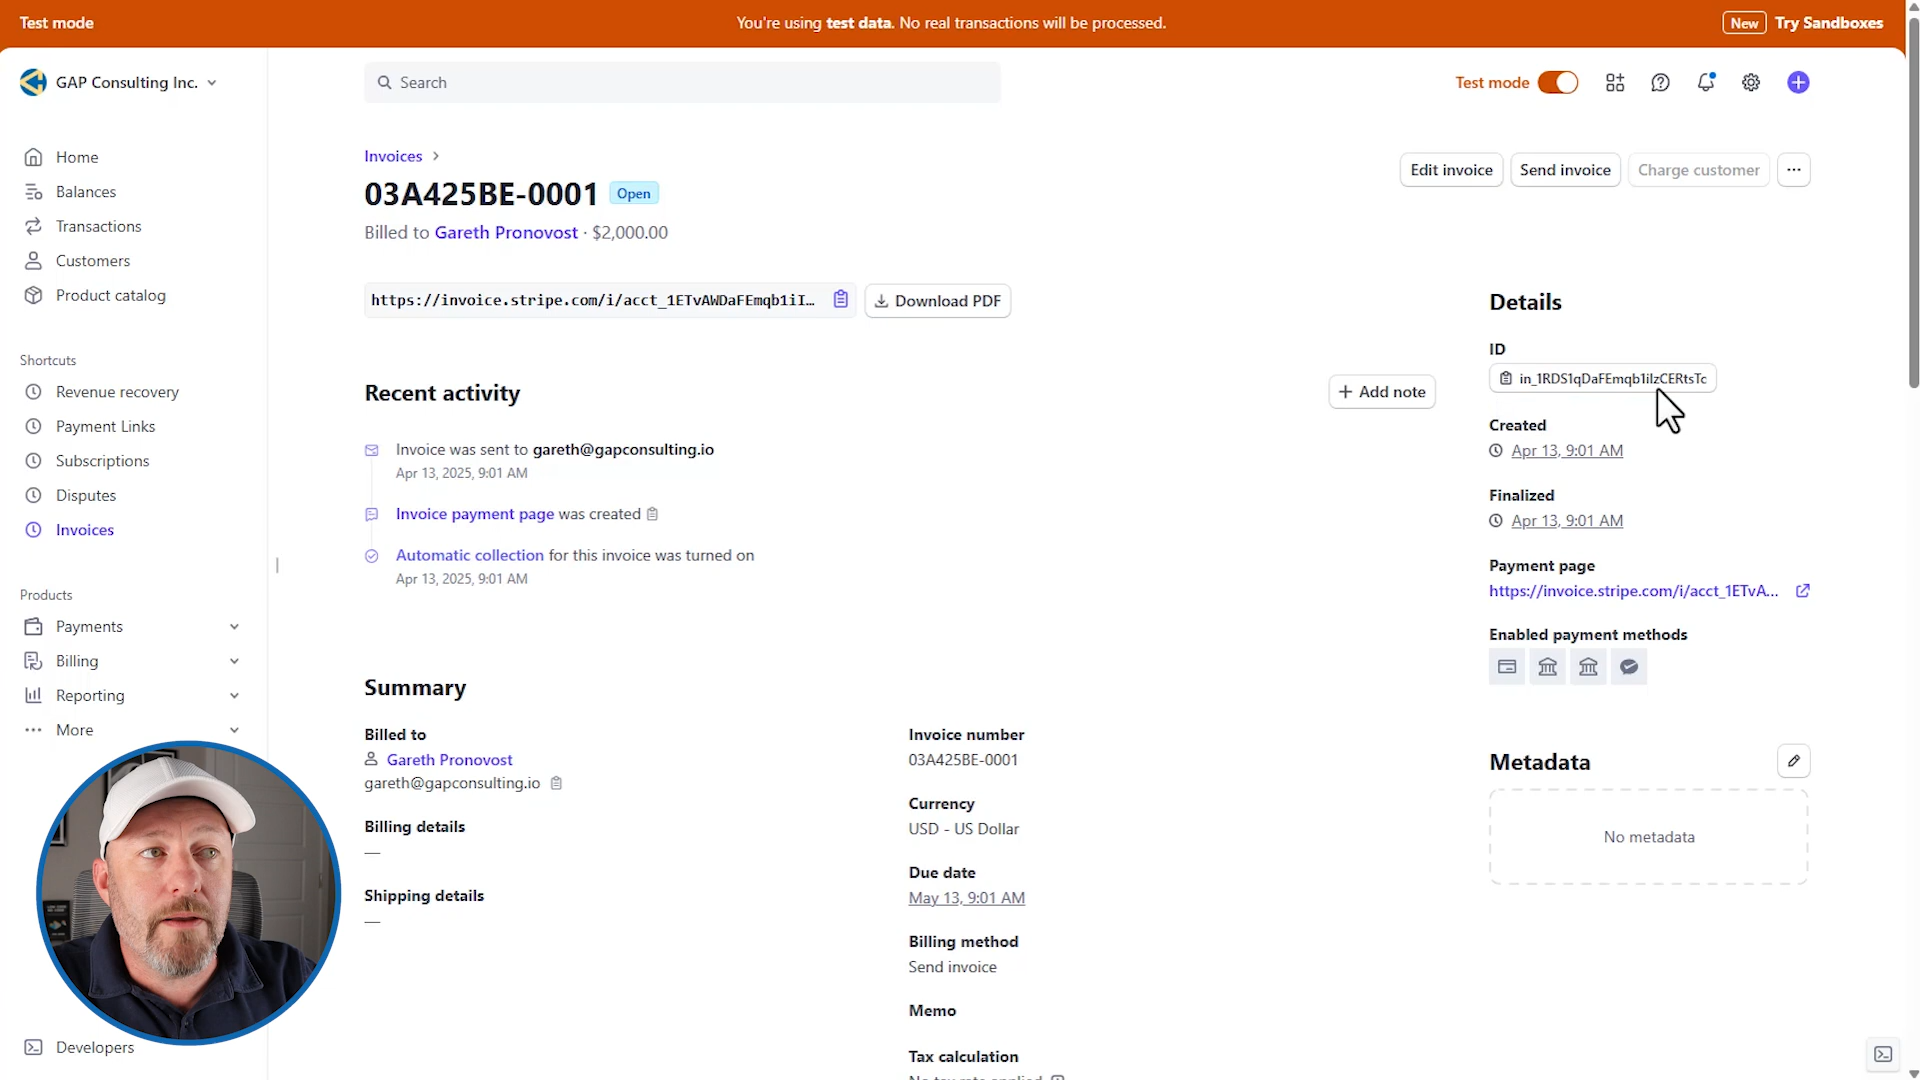 Test mode
You're using test data. No real transactions will be processed.
New Try Sandboxes
GAP Consulting Inc.
Search
Test mode
Home
Balances
Transactions
Customers
Product catalog
Shortcuts
Revenue recovery
Payment Links
Subscriptions
Disputes
Invoices
Products
Payments
Billing
Reporting
More
Developers
Invoices
03A425BE-0001 Open
Billed to Gareth Pronovost · $2,000.00
Edit invoice
Send invoice
Charge customer
https://invoice.stripe.com/i/acct_1ETvAWDaFEmqb1iI...
Download PDF
Recent activity
+ Add note
Invoice was sent to gareth@gapconsulting.io
Apr 13, 2025, 9:01 AM
Invoice payment page was created
Automatic collection for this invoice was turned on
Apr 13, 2025, 9:01 AM
Summary
Billed to
Gareth Pronovost
gareth@gapconsulting.io
Billing details
—
Shipping details
—
Invoice number
03A425BE-0001
Currency
USD - US Dollar
Due date
May 13, 9:01 AM
Billing method
Send invoice
Memo
Tax calculation
No tax rate applied
Details
ID
in_1RDS1qDaFEmqb1iIzCERtsTc
Created
Apr 13, 9:01 AM
Finalized
Apr 13, 9:01 AM
Payment page
https://invoice.stripe.com/i/acct_1ETvA...
Enabled payment methods
Metadata
No metadata